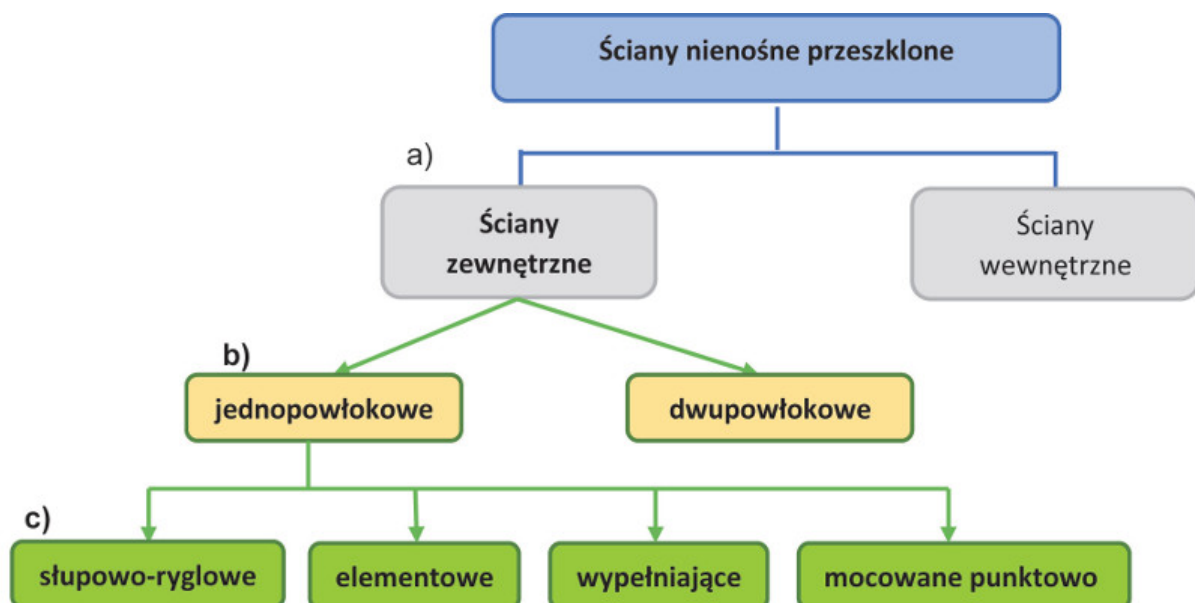 Ściany nienośne przeszklone
a)
Ściany
zewnętrzne
Ściany
wewnętrzne
b)
jednopowłokowe
dwupowłokowe
c)
słupowo-ryglowe
elementowe
wypełniające
mocowane punktowo